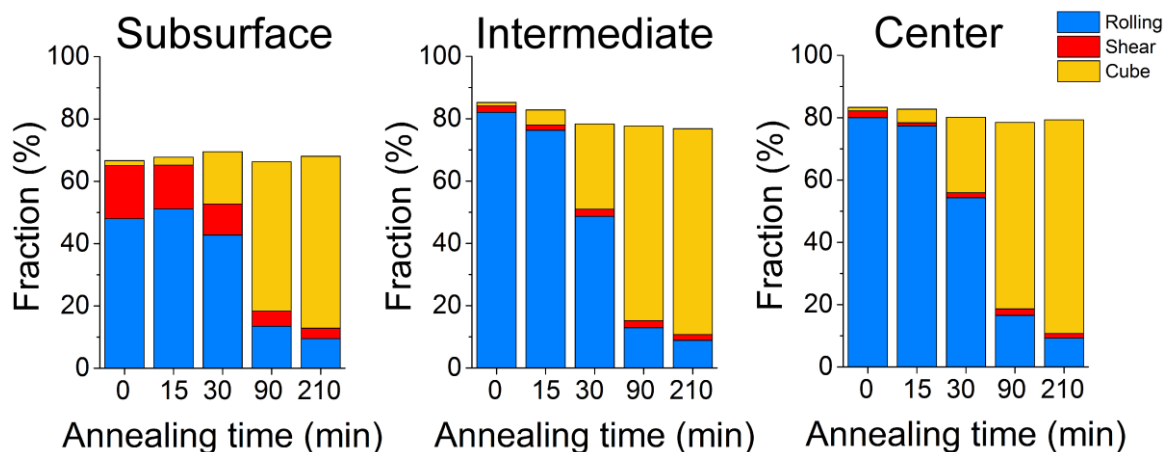 Subsurface
Fraction (%)
100
80
60
40
20
0
0 15 30 90 210
Annealing time (min)
Intermediate
Fraction (%)
100
80
60
40
20
0
0 15 30 90 210
Annealing time (min)
Center
Fraction (%)
100
80
60
40
20
0
0 15 30 90 210
Annealing time (min)
Rolling
Shear
Cube